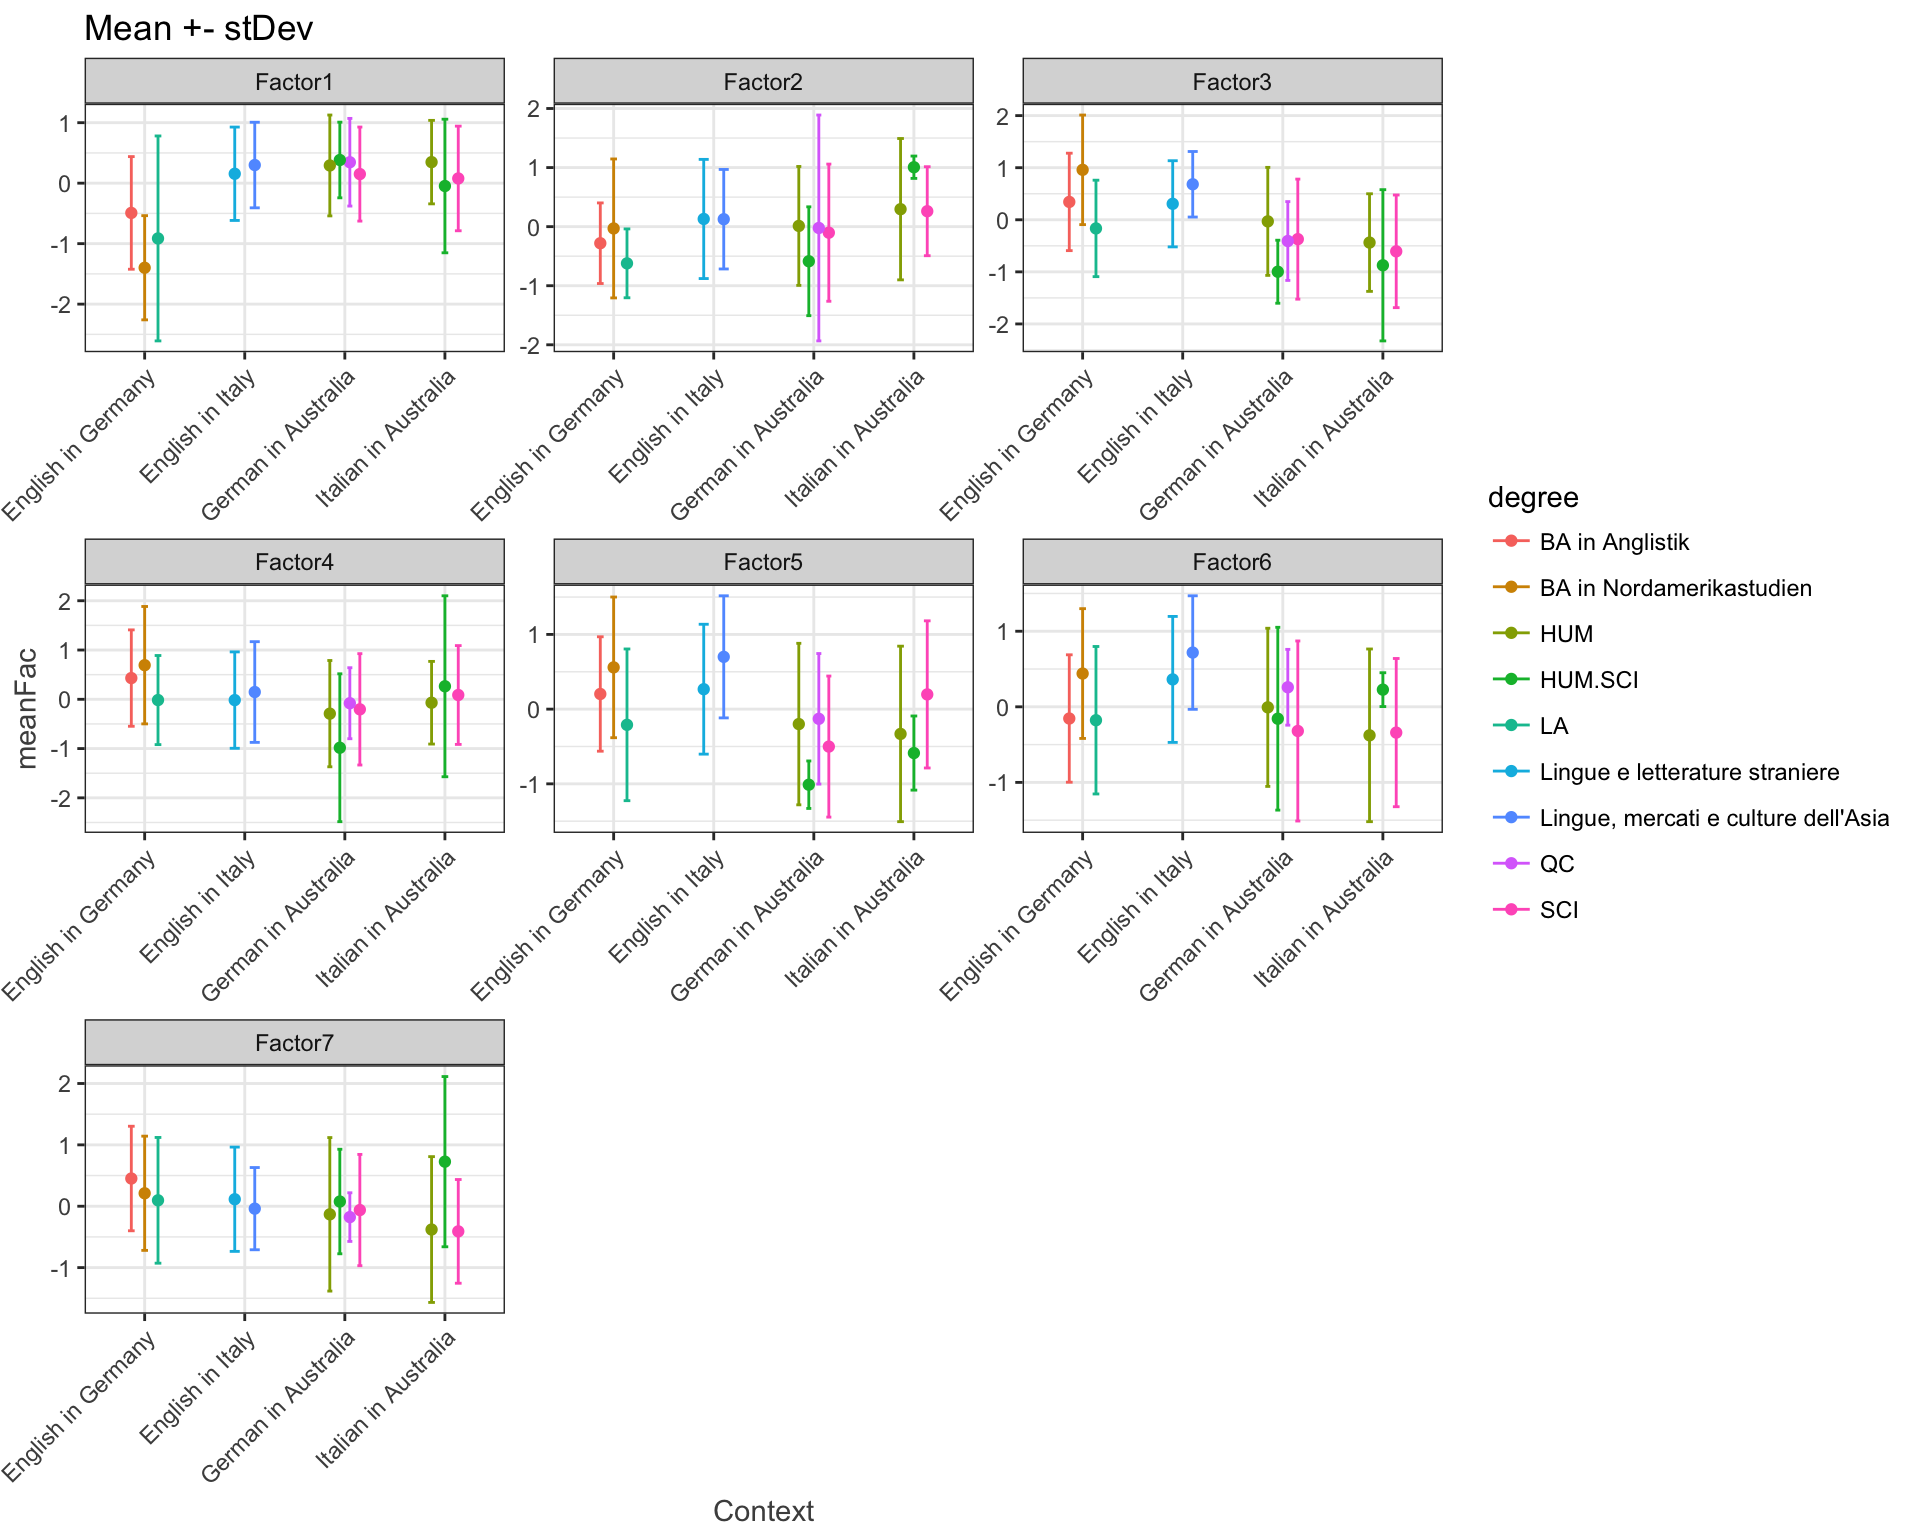 Mean +- stDev
Factor1
Factor2
Factor3
1
0
-1
-2
2
1
0
-1
-2
2
1
0
-1
-2
English in Germany
English in Italy
German in Australia
Italian in Australia
English in Germany
English in Italy
German in Australia
Italian in Australia
English in Germany
English in Italy
German in Australia
Italian in Australia
meanFac
Factor4
Factor5
Factor6
2
1
0
-1
-2
1
0
-1
1
0
-1
English in Germany
English in Italy
German in Australia
Italian in Australia
English in Germany
English in Italy
German in Australia
Italian in Australia
English in Germany
English in Italy
German in Australia
Italian in Australia
Factor7
2
1
0
-1
English in Germany
English in Italy
German in Australia
Italian in Australia
Context
degree
BA in Anglistik
BA in Nordamerikastudien
HUM
HUM.SCI
LA
Lingue e letterature straniere
Lingue, mercati e culture dell'Asia
QC
SCI